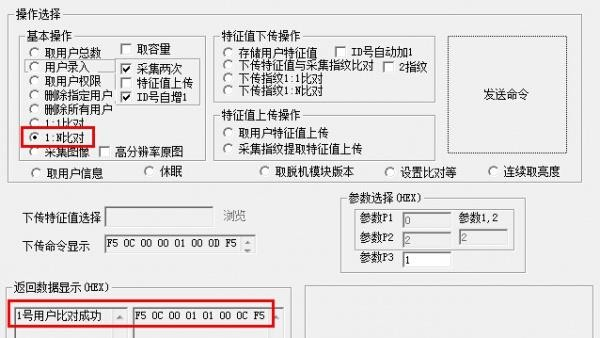 操作选择
基本操作
取用户总数
取容量
用户录入
采集两次
取用户权限
特征值上传
删除指定用户
ID号自增1
删除所有用户
1:1比对
1:N比对
采集图像
高分辨率原图
特征值下传操作
存储用户特征值
ID号自动加1
下传特征值与采集指纹比对
2指纹
下传指纹1:1比对
下传指纹1:N比对
特征值上传操作
取用户特征值上传
采集指纹提取特征值上传
发送命令
取用户信息
休眠
取脱机模块版本
设置比对等
连续取亮度
下传特征值选择
浏览
下传命令显示
F5 0C 00 00 01 00 0D F5
参数选择(HEX)
参数P1
0
参数1,2
参数P2
2
2
参数P3
1
返回数据显示(HEX)
1号用户比对成功
F5 0C 00 01 01 00 0C F5